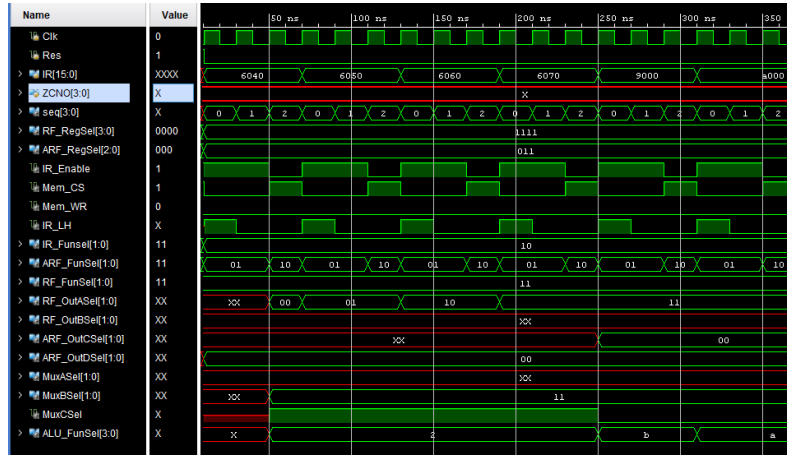 Name Value 50 ns 100 ns 150 ns 200 ns 250 ns 300 ns 350
Clk 0
Res 1
IR[15:0] XXXX 6040 6050 6060 6070 9000 a000
ZCNO[3:0] X X
seq[3:0] X 0 1 2 0 1 2 0 1 2 0 1 2 0 1 2 0 1 2
RF_RegSel[3:0] 0000 1111
ARF_RegSel[2:0] 000 011
IR_Enable 1
Mem_CS 1
Mem_WR 0
IR_LH X
IR_Funsel[1:0] 11 10
ARF_FunSel[1:0] 11 01 10 01 10 01 10 01 10 01 10 01 10
RF_FunSel[1:0] 11 11
RF_OutASel[1:0] XX XX 00 01 10 11
RF_OutBSel[1:0] XX XX
ARF_OutCSel[1:0] XX XX 00
ARF_OutDSel[1:0] XX 00
MuxASel[1:0] XX XX
MuxBSel[1:0] XX XX 11
MuxCSel X
ALU_FunSel[3:0] X X 2 b a